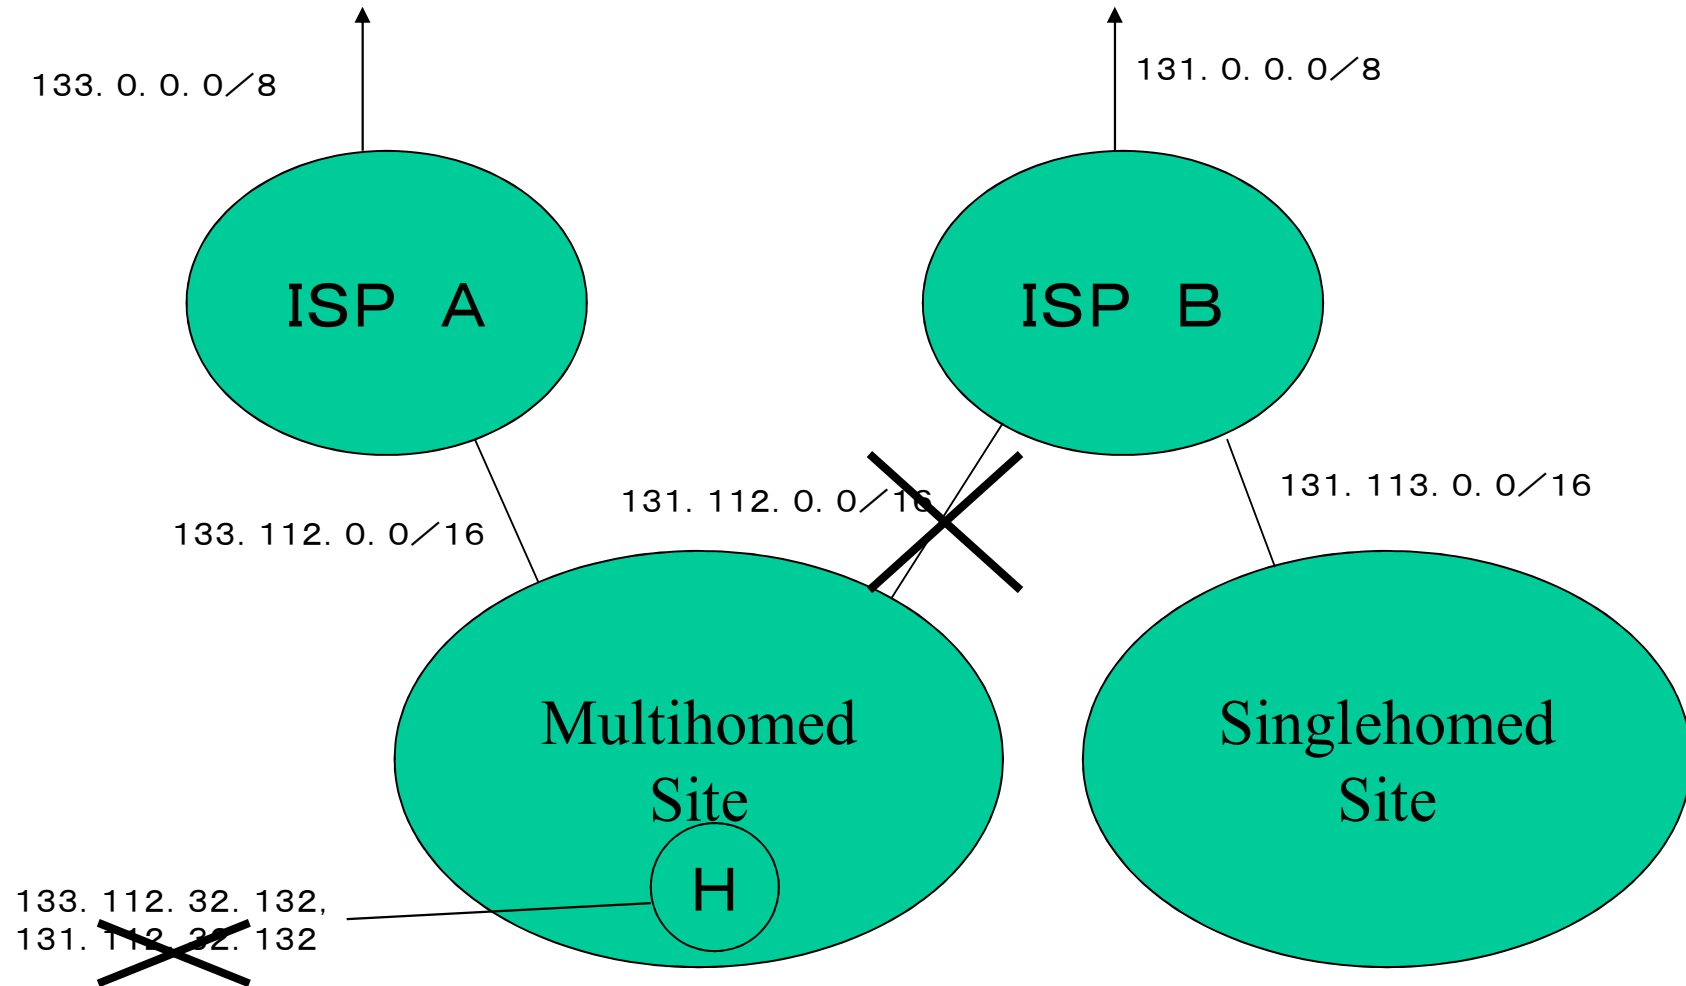 133. 0. 0. 0／8
131. 0. 0. 0／8
ISP A
ISP B
131. 112. 0. 0／16
131. 113. 0. 0／16
133. 112. 0. 0／16
Multihomed
Site
Singlehomed
Site
H
133. 112. 32. 132,
131. 112. 32. 132